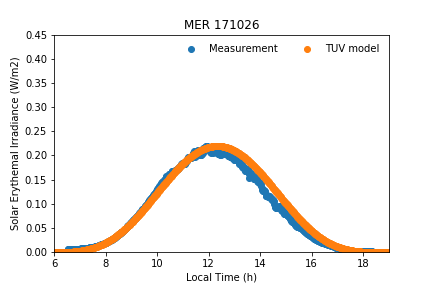 MER 171026
Measurement TUV model
Solar Erythemal Irradiance (W/m2)
0.45
0.40
0.35
0.30
0.25
0.20
0.15
0.10
0.05
0.00
6 8 10 12 14 16 18
Local Time (h)